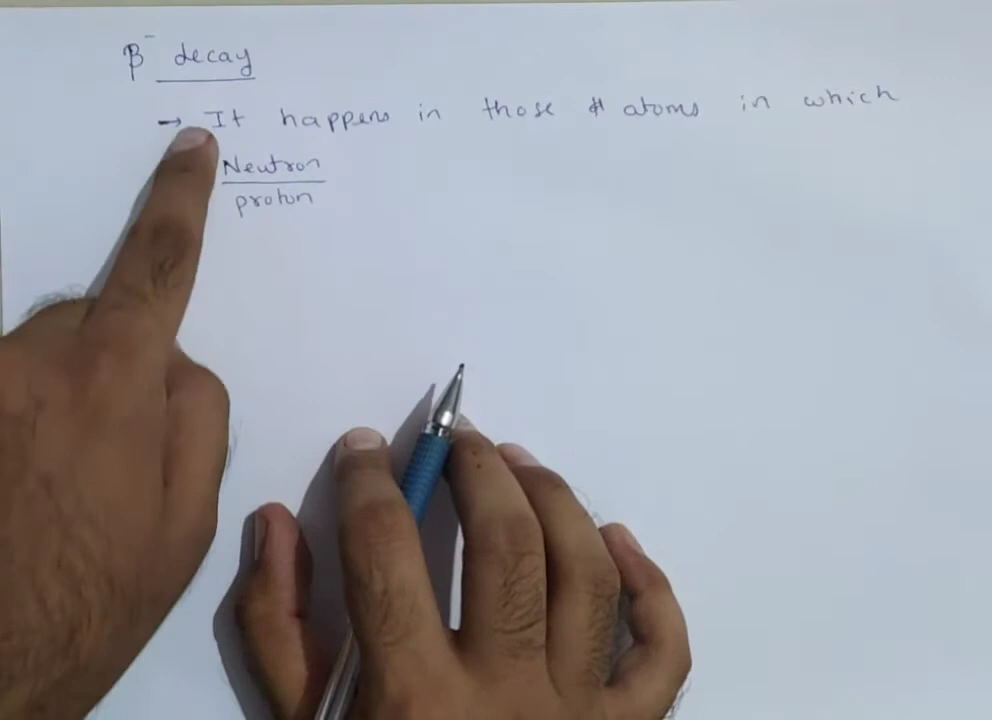 β⁻ decay
→ It happens in those atoms in which
Neutron
proton